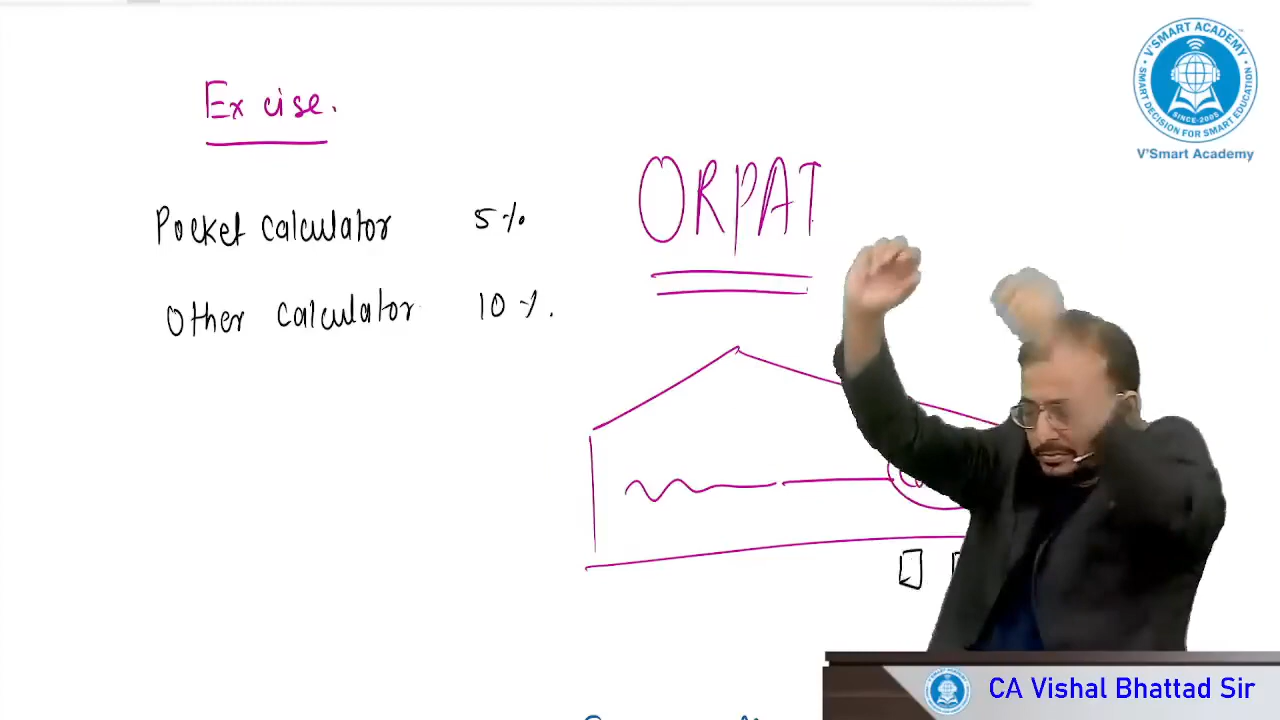 Excise.
ORPAT
Pocket Calculator 5%
Other Calculator 10%.
V'SMART ACADEMY
SMART DECISION FOR SMART EDUCATION
SINCE-2005
V'Smart Academy
CA Vishal Bhattad Sir